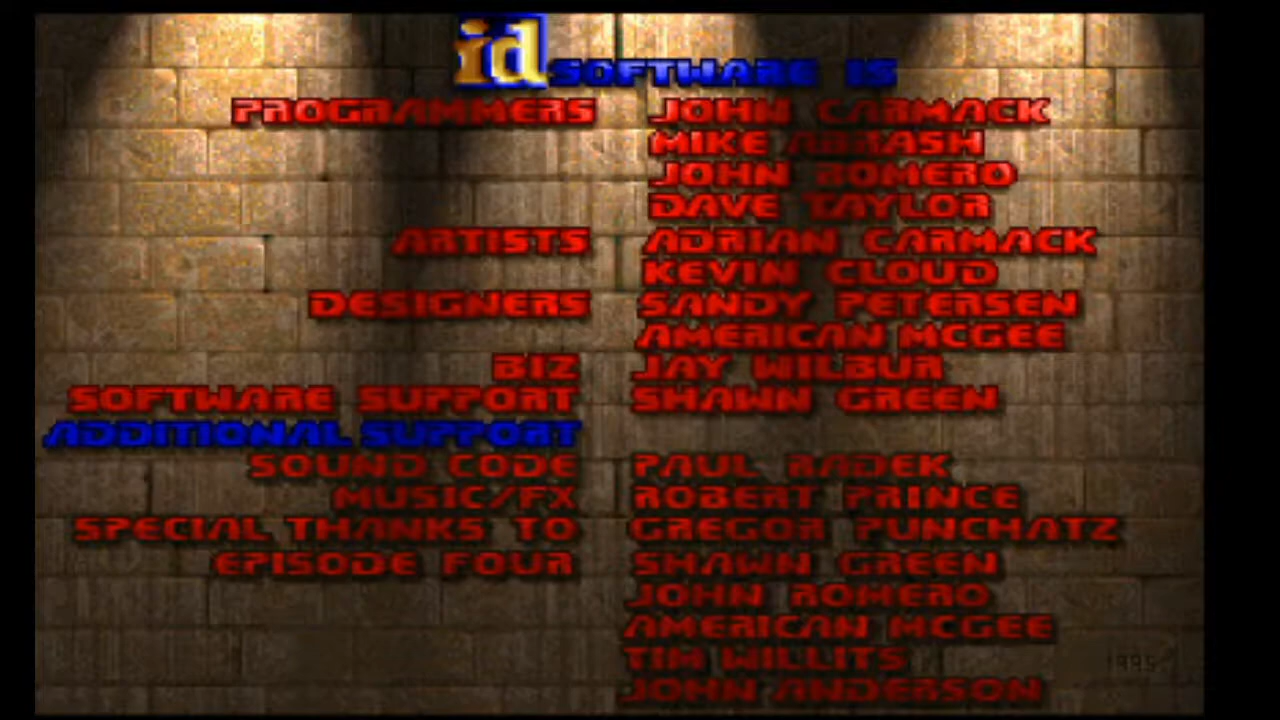 id SOFTWARE IS
PROGRAMMERS JOHN CARMACK
MIKE ABRASH
JOHN ROMERO
DAVE TAYLOR
ARTISTS ADRIAN CARMACK
KEVIN CLOUD
DESIGNERS SANDY PETERSEN
AMERICAN MCGEE
BIZ JAY WILBUR
SOFTWARE SUPPORT SHAWN GREEN
ADDITIONAL SUPPORT
SOUND CODE PAUL RADEK
MUSIC/FX ROBERT PRINCE
SPECIAL THANKS TO GREGOR PUNCHATZ
EPISODE FOUR SHAWN GREEN
JOHN ROMERO
AMERICAN MCGEE
TIM WILLITS
1995
JOHN ANDERSON